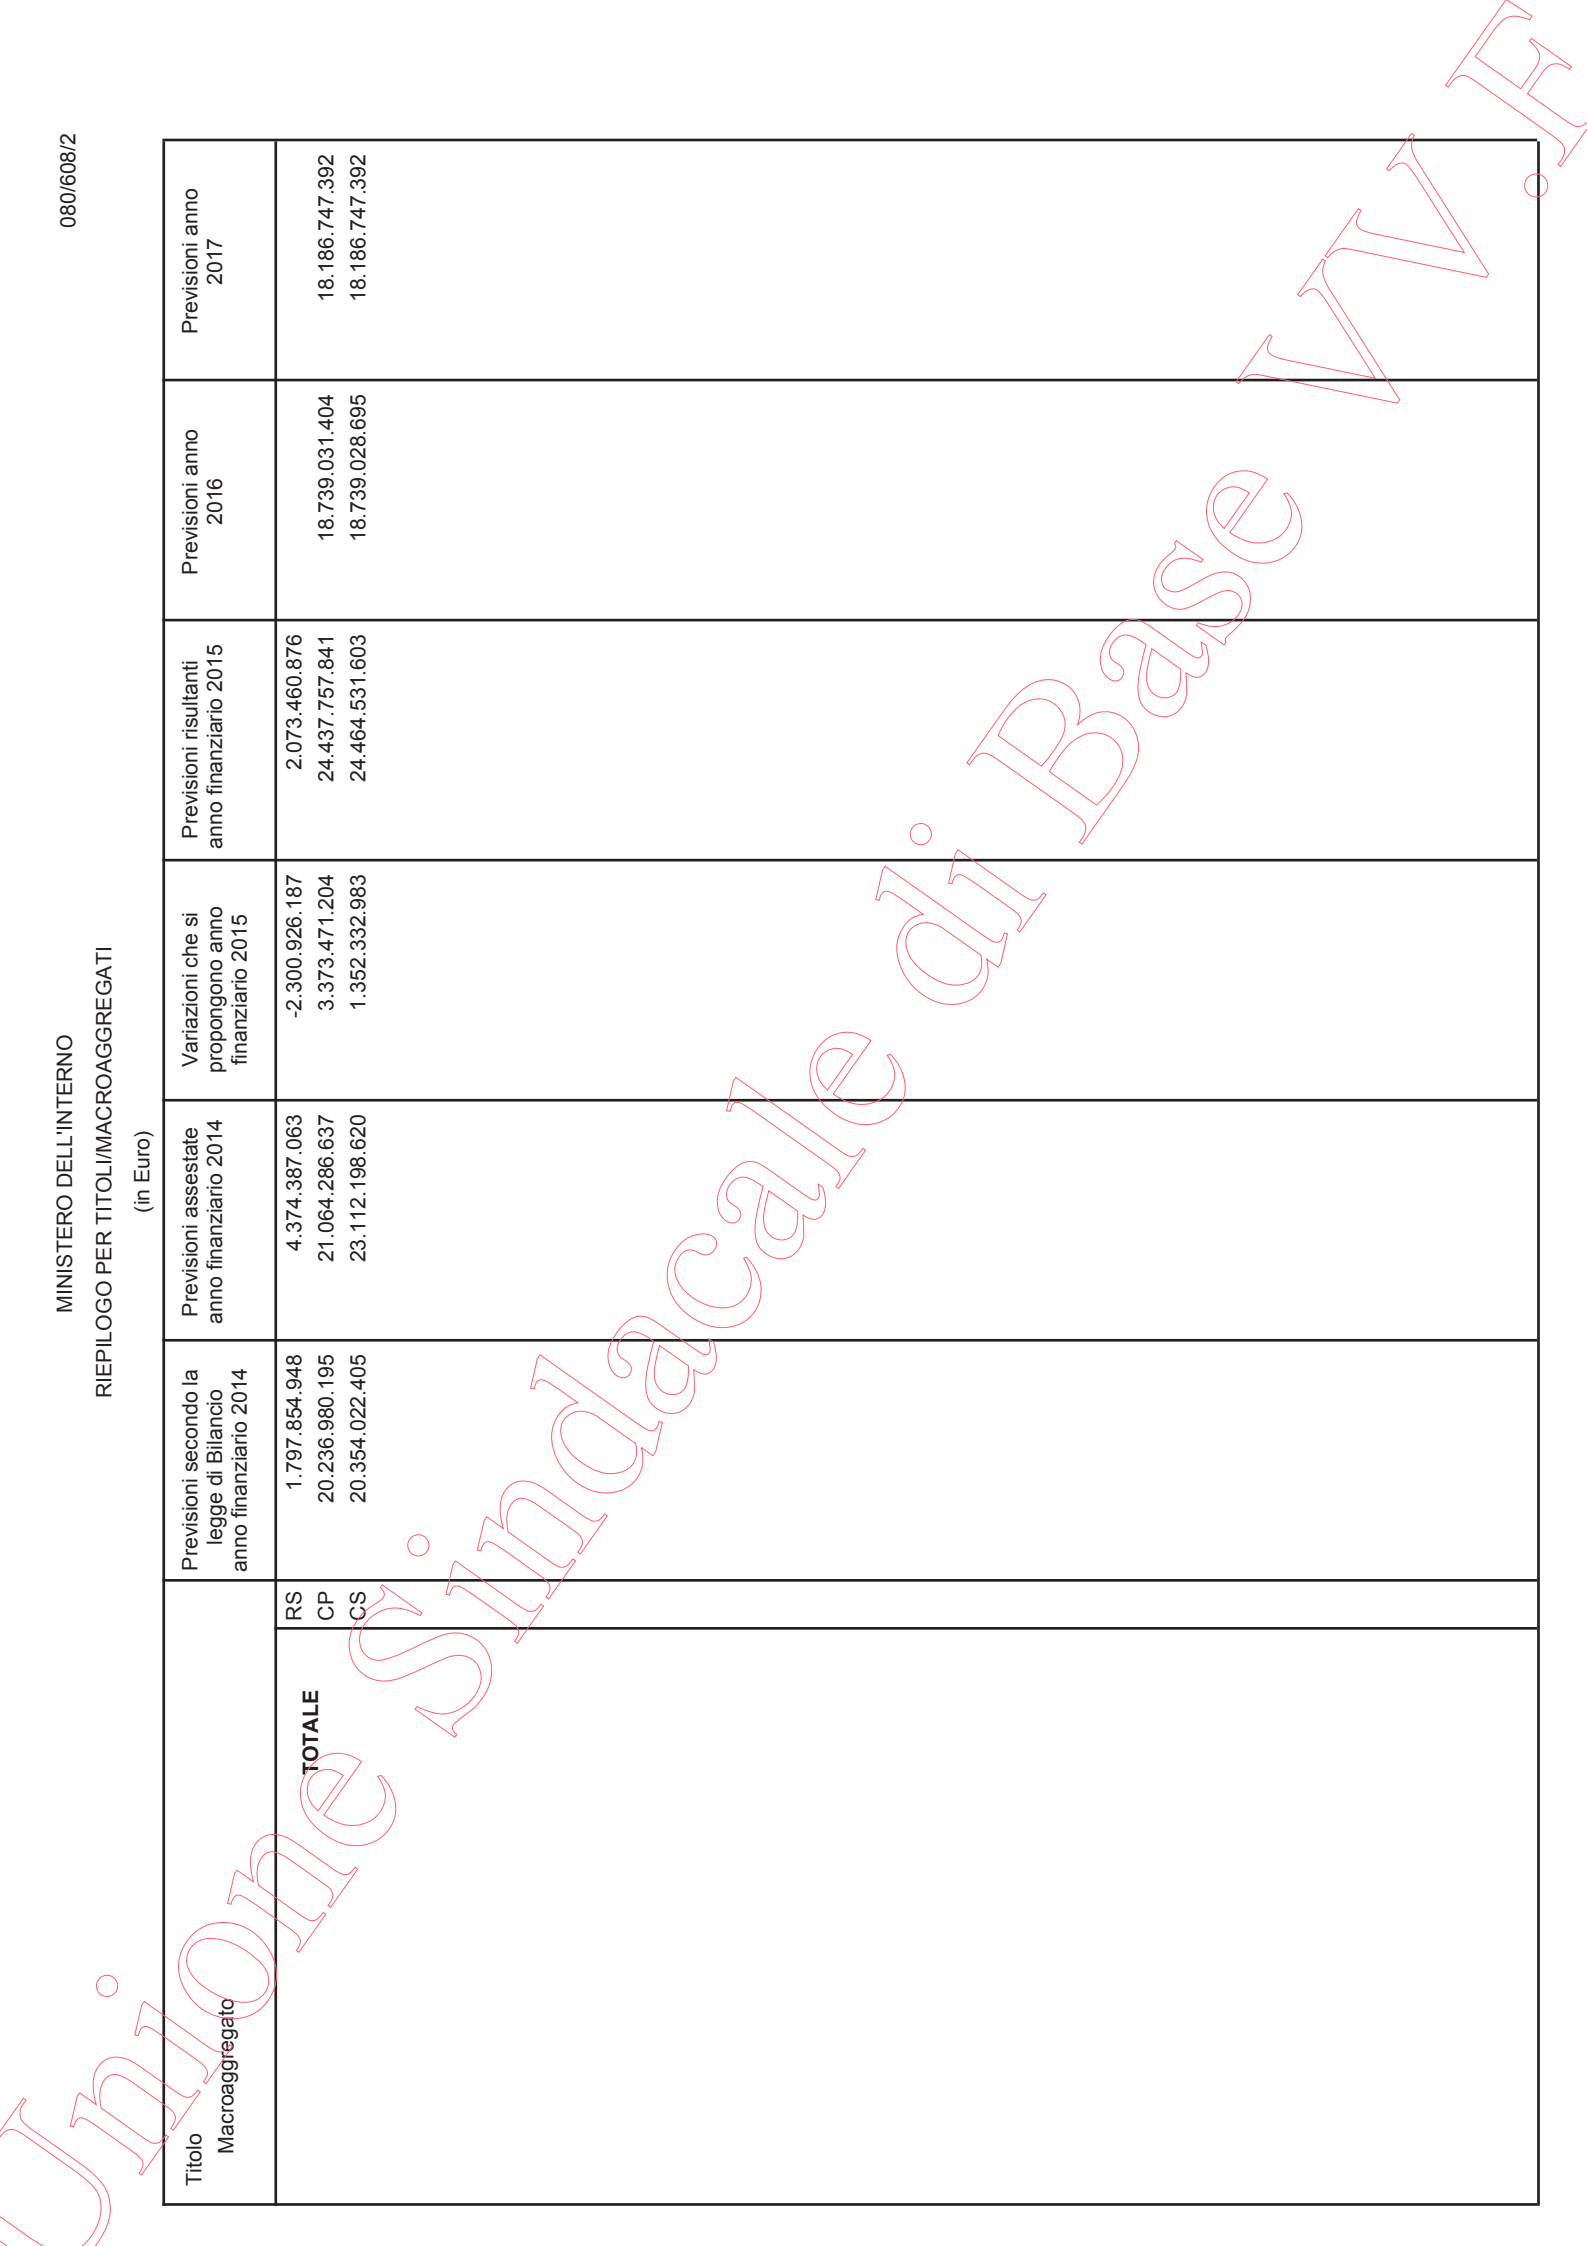 080/608/2
MINISTERO DELL'INTERNO
RIEPILOGO PER TITOLI/MACROAGGREGATI
(in Euro)
Titolo
Macroaggregato
Previsioni secondo la
legge di Bilancio
anno finanziario 2014
Previsioni assestate
anno finanziario 2014
Variazioni che si
propongono anno
finanziario 2015
Previsioni risultanti
anno finanziario 2015
Previsioni anno
2016
Previsioni anno
2017
TOTALE
RS 1.797.854.948 4.374.387.063 -2.300.926.187 2.073.460.876
CP 20.236.980.195 21.064.286.637 3.373.471.204 24.437.757.841 18.739.031.404 18.186.747.392
CS 20.354.022.405 23.112.198.620 1.352.332.983 24.464.531.603 18.739.028.695 18.186.747.392
Unione Sindacale di Base VV.F